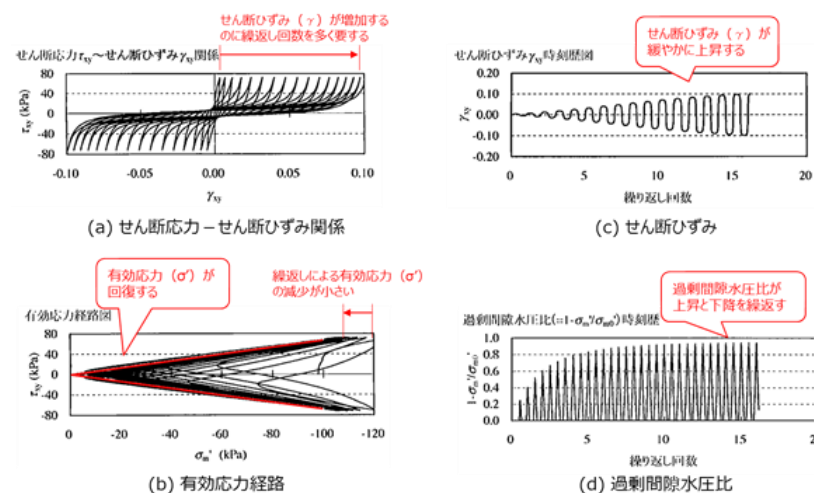 せん断ひずみ（γ）が増加する
のに繰返し回数を多く要する
せん断応力τxy～せん断ひずみγxy関係
80
40
0
-40
-80
τxy (kPa)
-0.10 -0.05 0.00 0.05 0.10
γxy
(a) せん断応力－せん断ひずみ関係
せん断ひずみ（γ）が
緩やかに上昇する
せん断ひずみγxy時刻歴図
0.20
0.10
0.00
-0.10
-0.20
γxy
0 5 10 15 20
繰り返し回数
(c) せん断ひずみ
有効応力（σ'）が
回復する
繰返しによる有効応力（σ'）
の減少が小さい
有効応力経路図
80
40
0
-40
-80
τxy (kPa)
0 -20 -40 -60 -80 -100 -120
σm' (kPa)
(b) 有効応力経路
過剰間隙水圧比が
上昇と下降を繰返す
過剰間隙水圧比(=1-σm'/σm0')時刻歴
1.0
0.8
0.6
0.4
0.2
0.0
1-σm'/σm0'
0 5 10 15 20
繰り返し回数
(d) 過剰間隙水圧比